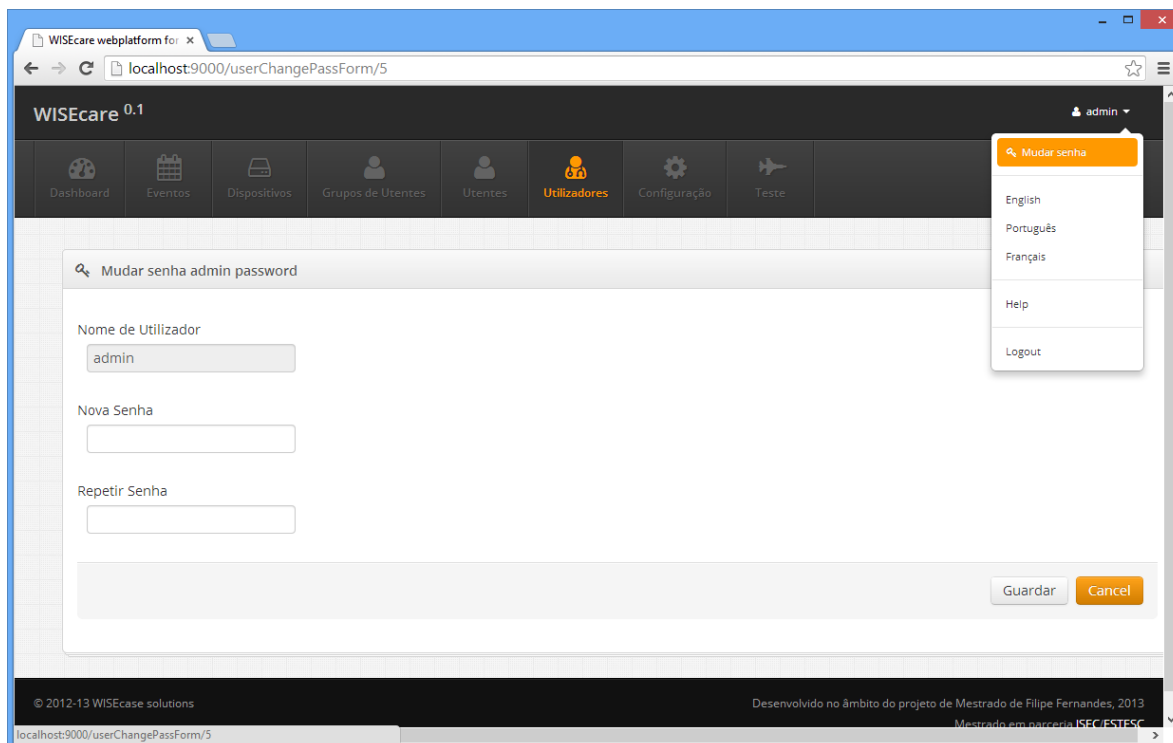 WISEcare webplatform for
localhost:9000/userChangePassForm/5
WISEcare 0.1
admin
Dashboard
Eventos
Dispositivos
Grupos de Utentes
Utentes
Utilizadores
Configuração
Teste
Mudar senha
English
Português
Français
Help
Logout
Mudar senha admin password
Nome de Utilizador
admin
Nova Senha
Repetir Senha
Guardar
Cancel
© 2012-13 WISEcase solutions
Desenvolvido no âmbito do projeto de Mestrado de Filipe Fernandes, 2013
Mestrado em parceria ISEC/ESTESC
localhost:9000/userChangePassForm/5